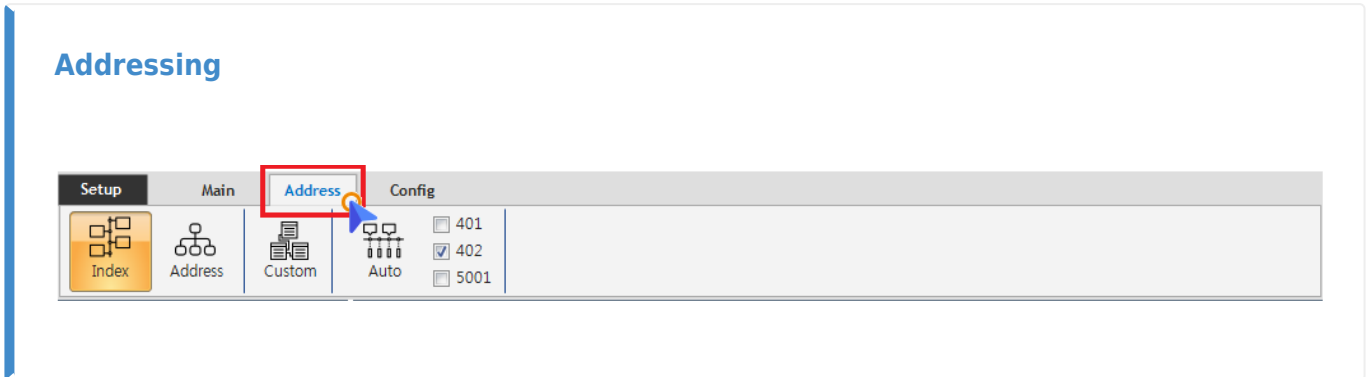 Addressing
Setup Main Address Config
Index Address Custom Auto
401
402
5001